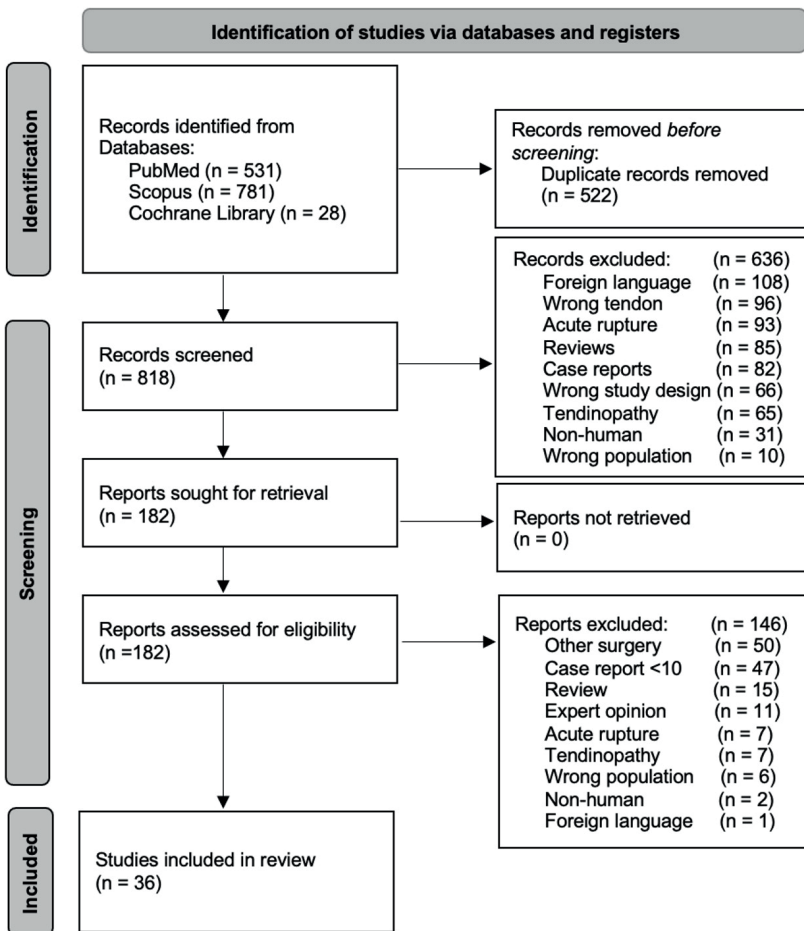 Identification of studies via databases and registers
Identification
Records identified from
Databases:
PubMed (n = 531)
Scopus (n = 781)
Cochrane Library (n = 28)
Records removed before
screening:
Duplicate records removed
(n = 522)
Screening
Records screened
(n = 818)
Records excluded: (n = 636)
Foreign language (n = 108)
Wrong tendon (n = 96)
Acute rupture (n = 93)
Reviews (n = 85)
Case reports (n = 82)
Wrong study design (n = 66)
Tendinopathy (n = 65)
Non-human (n = 31)
Wrong population (n = 10)
Reports sought for retrieval
(n = 182)
Reports not retrieved
(n = 0)
Reports assessed for eligibility
(n =182)
Reports excluded: (n = 146)
Other surgery (n = 50)
Case report <10 (n = 47)
Review (n = 15)
Expert opinion (n = 11)
Acute rupture (n = 7)
Tendinopathy (n = 7)
Wrong population (n = 6)
Non-human (n = 2)
Foreign language (n = 1)
Included
Studies included in review
(n = 36)